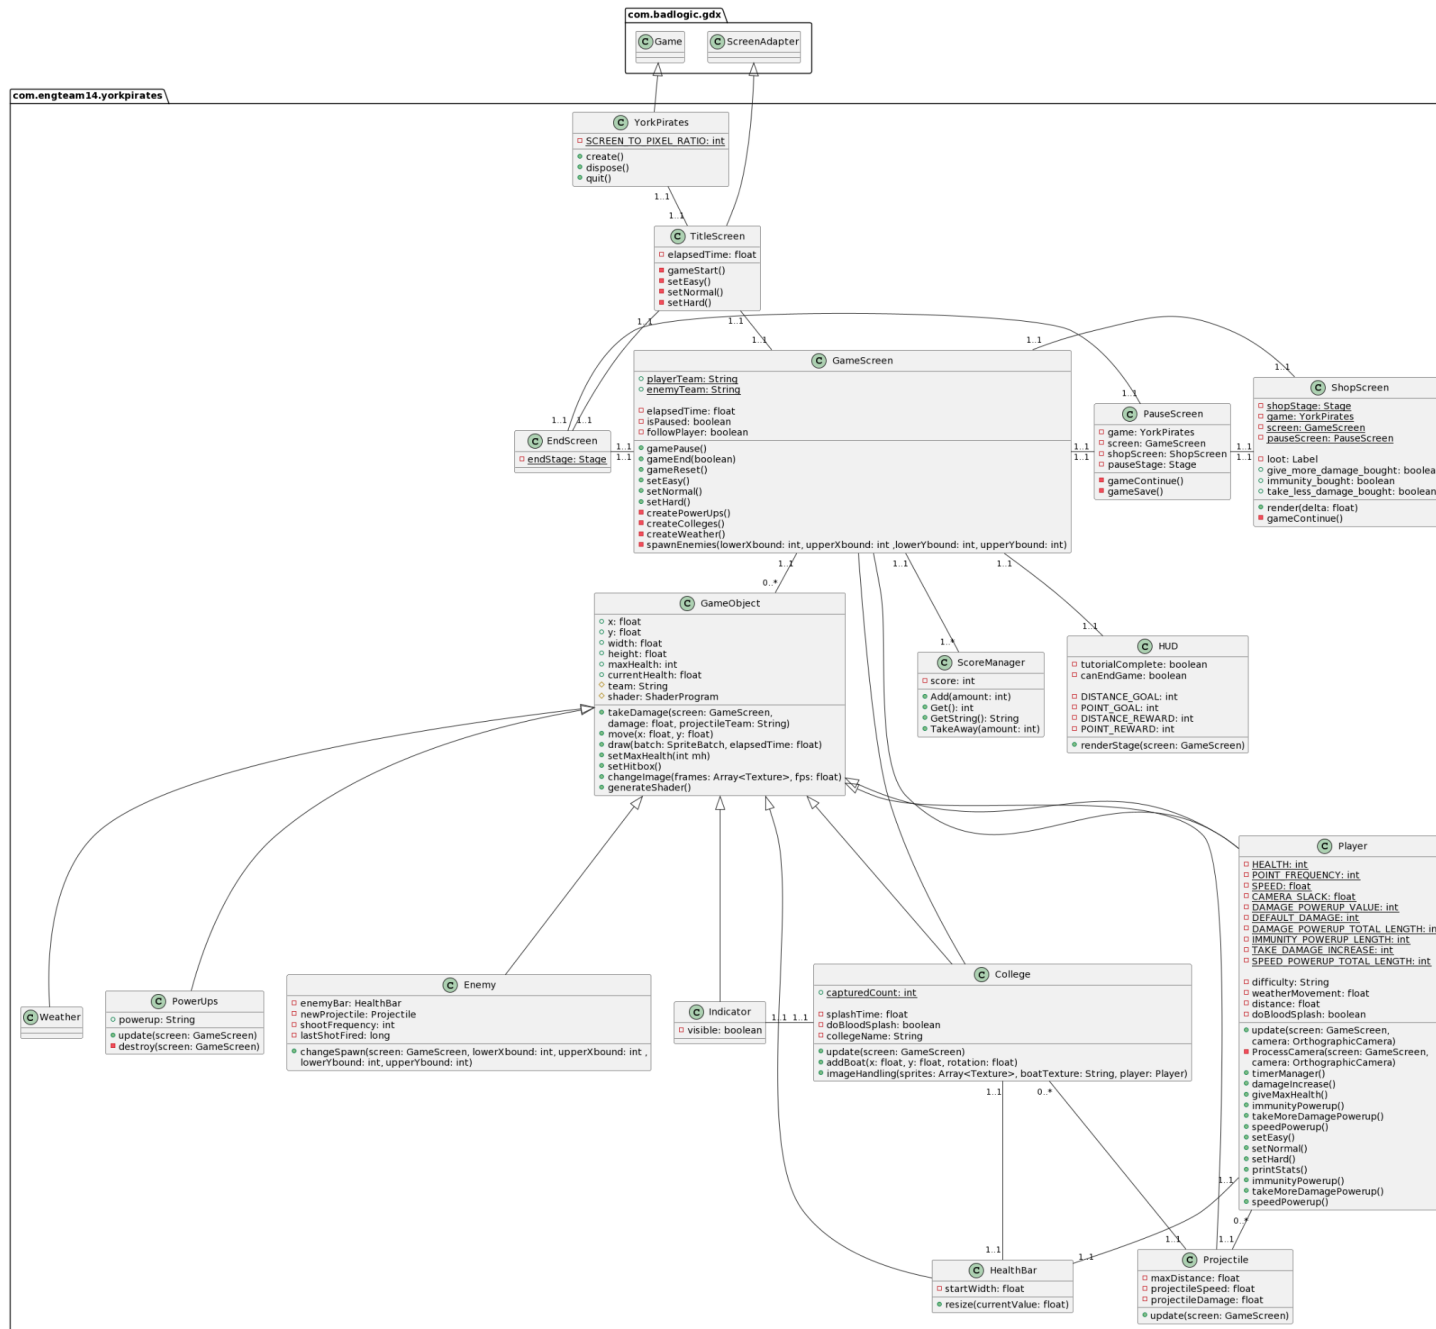 com.badlogic.gdx
C Game
C ScreenAdapter
com.engteam14.yorkpirates
C YorkPirates
SCREEN_TO_PIXEL_RATIO: int
create()
dispose()
quit()
1..1
1..1
C TitleScreen
elapsedTime: float
gameStart()
setEasy()
setNormal()
setHard()
1..1
1..1
1..1
1..1
1..1
1..1
C GameScreen
playerTeam: String
enemyTeam: String
elapsedTime: float
isPaused: boolean
followPlayer: boolean
gamePause()
gameEnd(boolean)
gameReset()
setEasy()
setNormal()
setHard()
createPowerUps()
createColleges()
createWeather()
spawnEnemies(lowerXbound: int, upperXbound: int ,lowerYbound: int, upperYbound: int)
1..1
1..1
C EndScreen
endStage: Stage
1..1
1..1
1..1
1..1
C PauseScreen
game: YorkPirates
screen: GameScreen
shopScreen: ShopScreen
pauseStage: Stage
gameContinue()
gameSave()
1..1
1..1
C ShopScreen
shopStage: Stage
game: YorkPirates
screen: GameScreen
pauseScreen: PauseScreen
loot: Label
give_more_damage_bought: boolea
immunity_bought: boolean
take_less_damage_bought: boolean
render(delta: float)
gameContinue()
1..1
0..*
1..1
1..*
1..1
1..1
C GameObject
x: float
y: float
width: float
height: float
maxHealth: int
currentHealth: float
team: String
shader: ShaderProgram
takeDamage(screen: GameScreen,
damage: float, projectileTeam: String)
move(x: float, y: float)
draw(batch: SpriteBatch, elapsedTime: float)
setMaxHealth(int mh)
setHitbox()
changeImage(frames: Array<Texture>, fps: float)
generateShader()
C ScoreManager
score: int
Add(amount: int)
Get(): int
GetString(): String
TakeAway(amount: int)
C HUD
tutorialComplete: boolean
canEndGame: boolean
DISTANCE_GOAL: int
POINT_GOAL: int
DISTANCE_REWARD: int
POINT_REWARD: int
renderStage(screen: GameScreen)
C Player
HEALTH: int
POINT_FREQUENCY: int
SPEED: float
CAMERA_SLACK: float
DAMAGE_POWERUP_VALUE: int
DEFAULT_DAMAGE: int
DAMAGE_POWERUP_TOTAL_LENGTH: int
IMMUNITY_POWERUP_LENGTH: int
TAKE_DAMAGE_INCREASE: int
SPEED_POWERUP_TOTAL_LENGTH: int
difficulty: String
weatherMovement: float
distance: float
doBloodSplash: boolean
update(screen: GameScreen,
camera: OrthographicCamera)
ProcessCamera(screen: GameScreen,
camera: OrthographicCamera)
timerManager()
damageIncrease()
giveMaxHealth()
immunityPowerup()
takeMoreDamagePowerup()
speedPowerup()
setEasy()
setNormal()
setHard()
printStats()
immunityPowerup()
takeMoreDamagePowerup()
speedPowerup()
C Weather
C PowerUps
powerup: String
update(screen: GameScreen)
destroy(screen: GameScreen)
C Enemy
enemyBar: HealthBar
newProjectile: Projectile
shootFrequency: int
lastShotFired: long
changeSpawn(screen: GameScreen, lowerXbound: int, upperXbound: int ,
lowerYbound: int, upperYbound: int)
C Indicator
visible: boolean
1..1 1..1
C College
capturedCount: int
splashTime: float
doBloodSplash: boolean
collegeName: String
update(screen: GameScreen)
addBoat(x: float, y: float, rotation: float)
imageHandling(sprites: Array<Texture>, boatTexture: String, player: Player)
1..1
0..*
1..1
0..*
1..1
1..1
1..1
1..1
C HealthBar
startWidth: float
resize(currentValue: float)
C Projectile
maxDistance: float
projectileSpeed: float
projectileDamage: float
update(screen: GameScreen)